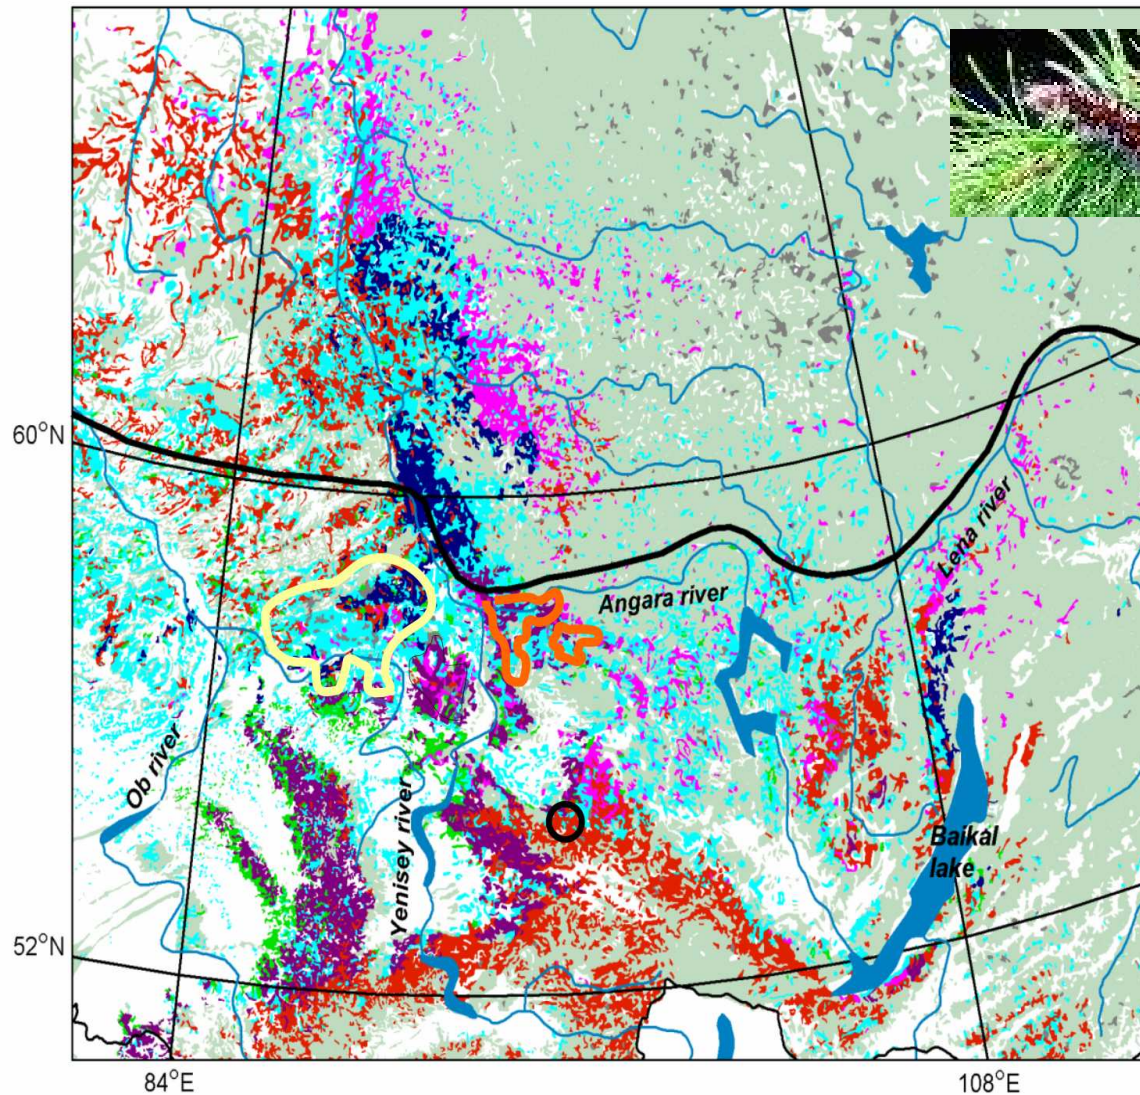 60°N
Lena river
Angara river
Ob river
Yenisey river
Baikal
lake
52°N
84°E
108°E